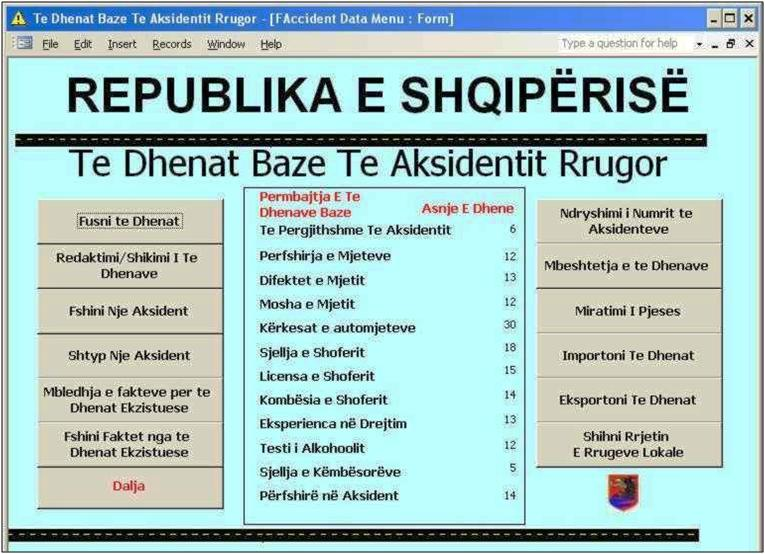 Te Dhenat Baze Te Aksidentit Rrugor - [FAccident Data Menu : Form]
File Edit Insert Records Window Help Type a question for help
REPUBLIKA E SHQIPËRISË
Te Dhenat Baze Te Aksidentit Rrugor
Fusni te Dhenat
Redaktimi/Shikimi I Te
Dhenave
Fshini Nje Aksident
Shtyp Nje Aksident
Mbledhja e fakteve per te
Dhenat Ekzistuese
Fshini Faktet nga te
Dhenat Ekzistuese
Dalja
Permbajtja E Te
Dhenave Baze
Asnje E Dhene
Te Pergjithshme Te Aksidentit 6
Perfshirja e Mjeteve 12
Difektet e Mjetit 13
Mosha e Mjetit 12
Kërkesat e automjeteve 30
Sjellja e Shoferit 18
Licensa e Shoferit 15
Kombësia e Shoferit 14
Eksperienca në Drejtim 13
Testi i Alkohoolit 12
Sjellja e Këmbësorëve 5
Përfshirë në Aksident 14
Ndryshimi i Numrit te
Aksidenteve
Mbeshtetja e te Dhenave
Miratimi I Pjeses
Importoni Te Dhenat
Eksportoni Te Dhenat
Shihni Rrjetin
E Rrugeve Lokale